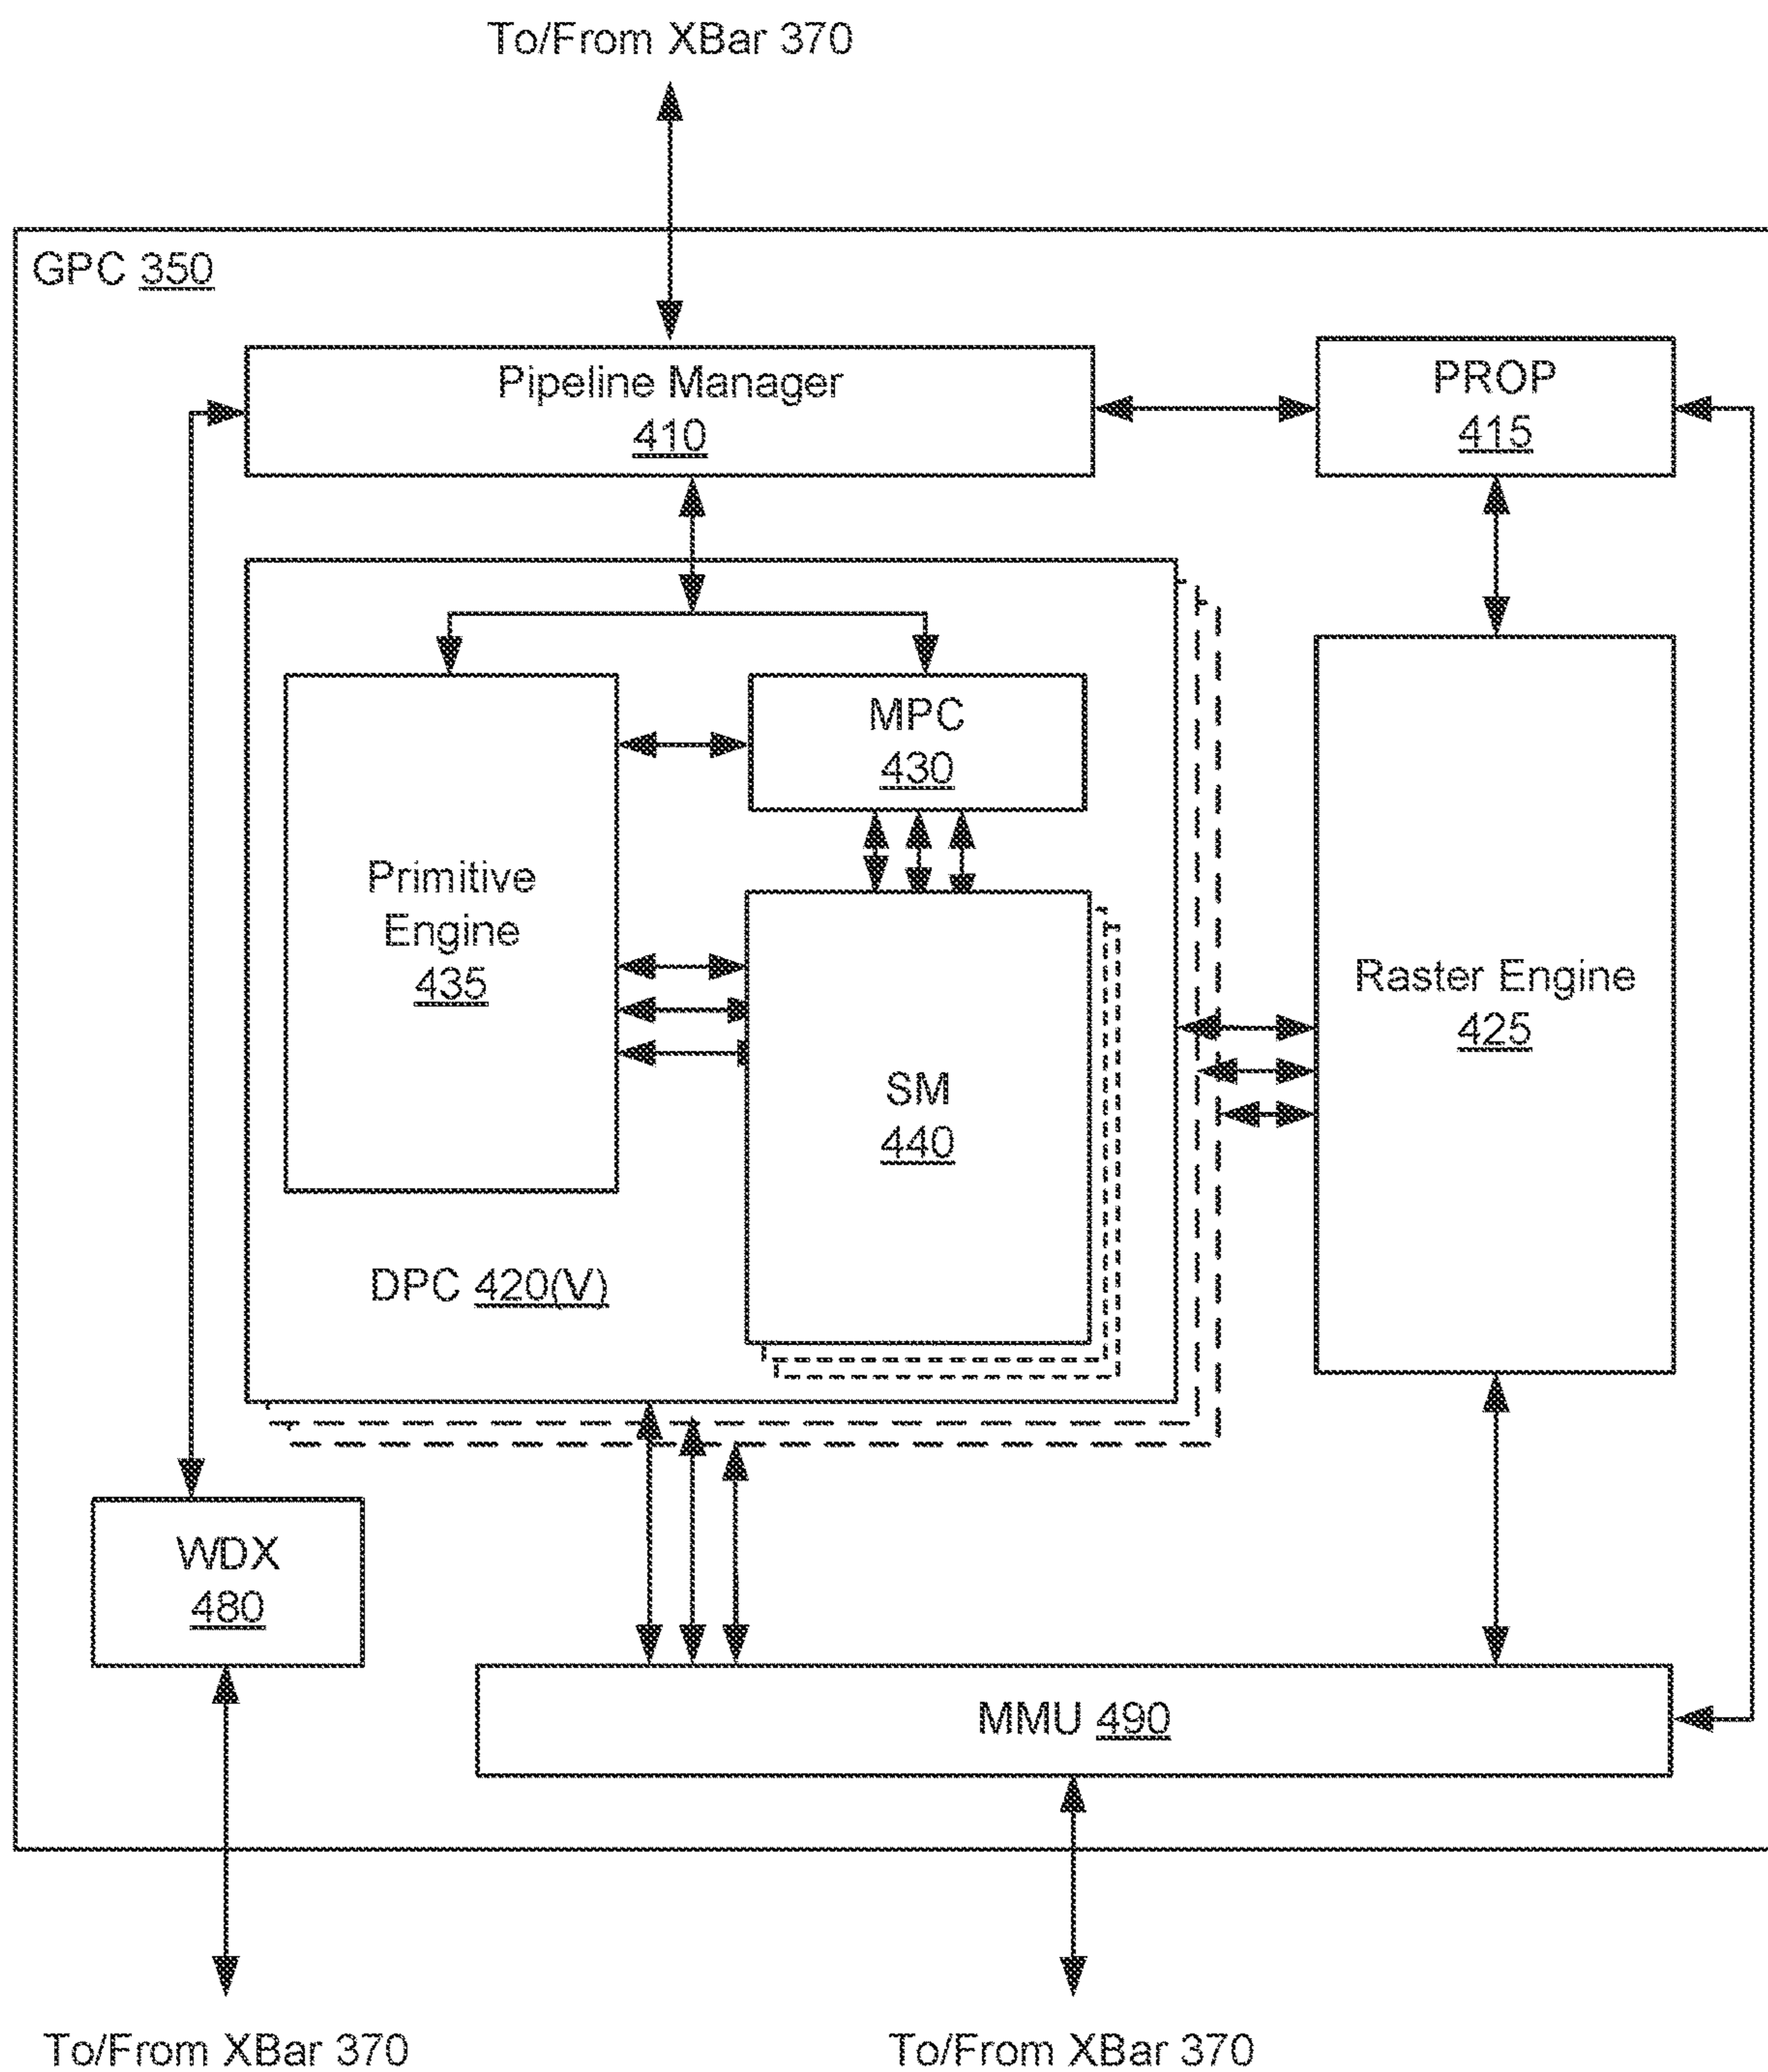 To/From XBar 370
GPC 350
Pipeline Manager
410
PROP
415
MPC
430
Primitive
Engine
435
Raster Engine
425
SM
440
DPC 420(V)
WDX
480
MMU 490
To/From XBar 370
To/From XBar 370